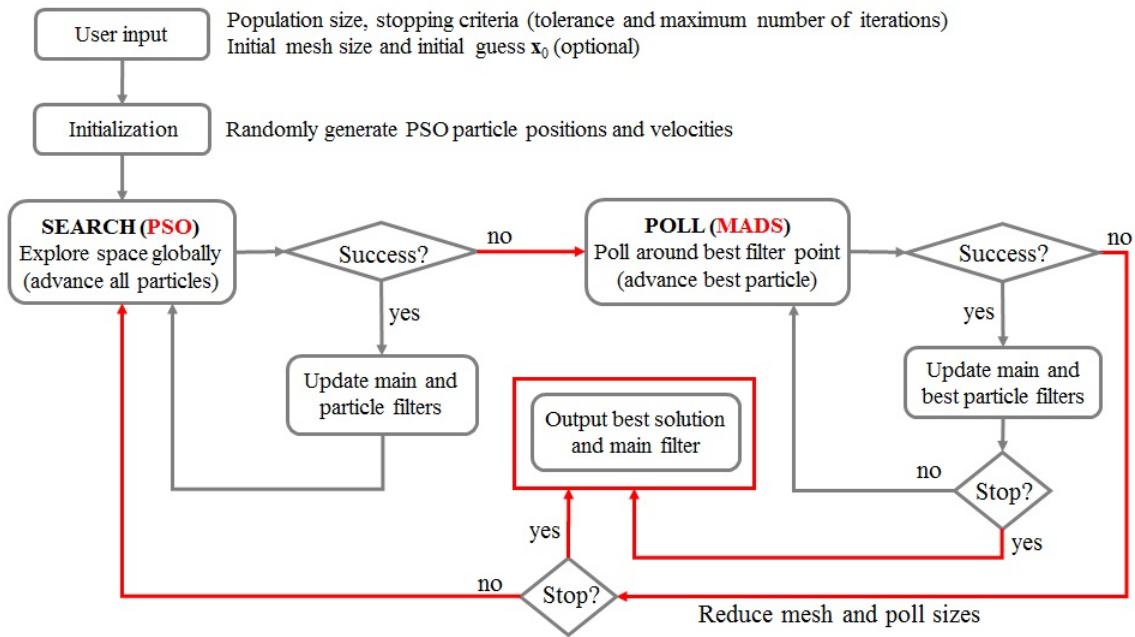 User input
Population size, stopping criteria (tolerance and maximum number of iterations)
Initial mesh size and initial guess x0 (optional)
Initialization
Randomly generate PSO particle positions and velocities
SEARCH (PSO)
Explore space globally
(advance all particles)
Success?
no
POLL (MADS)
Poll around best filter point
(advance best particle)
Success?
no
yes
yes
Update main and
particle filters
Update main and
best particle filters
Output best solution
and main filter
no
Stop?
yes
yes
no
Stop?
Reduce mesh and poll sizes